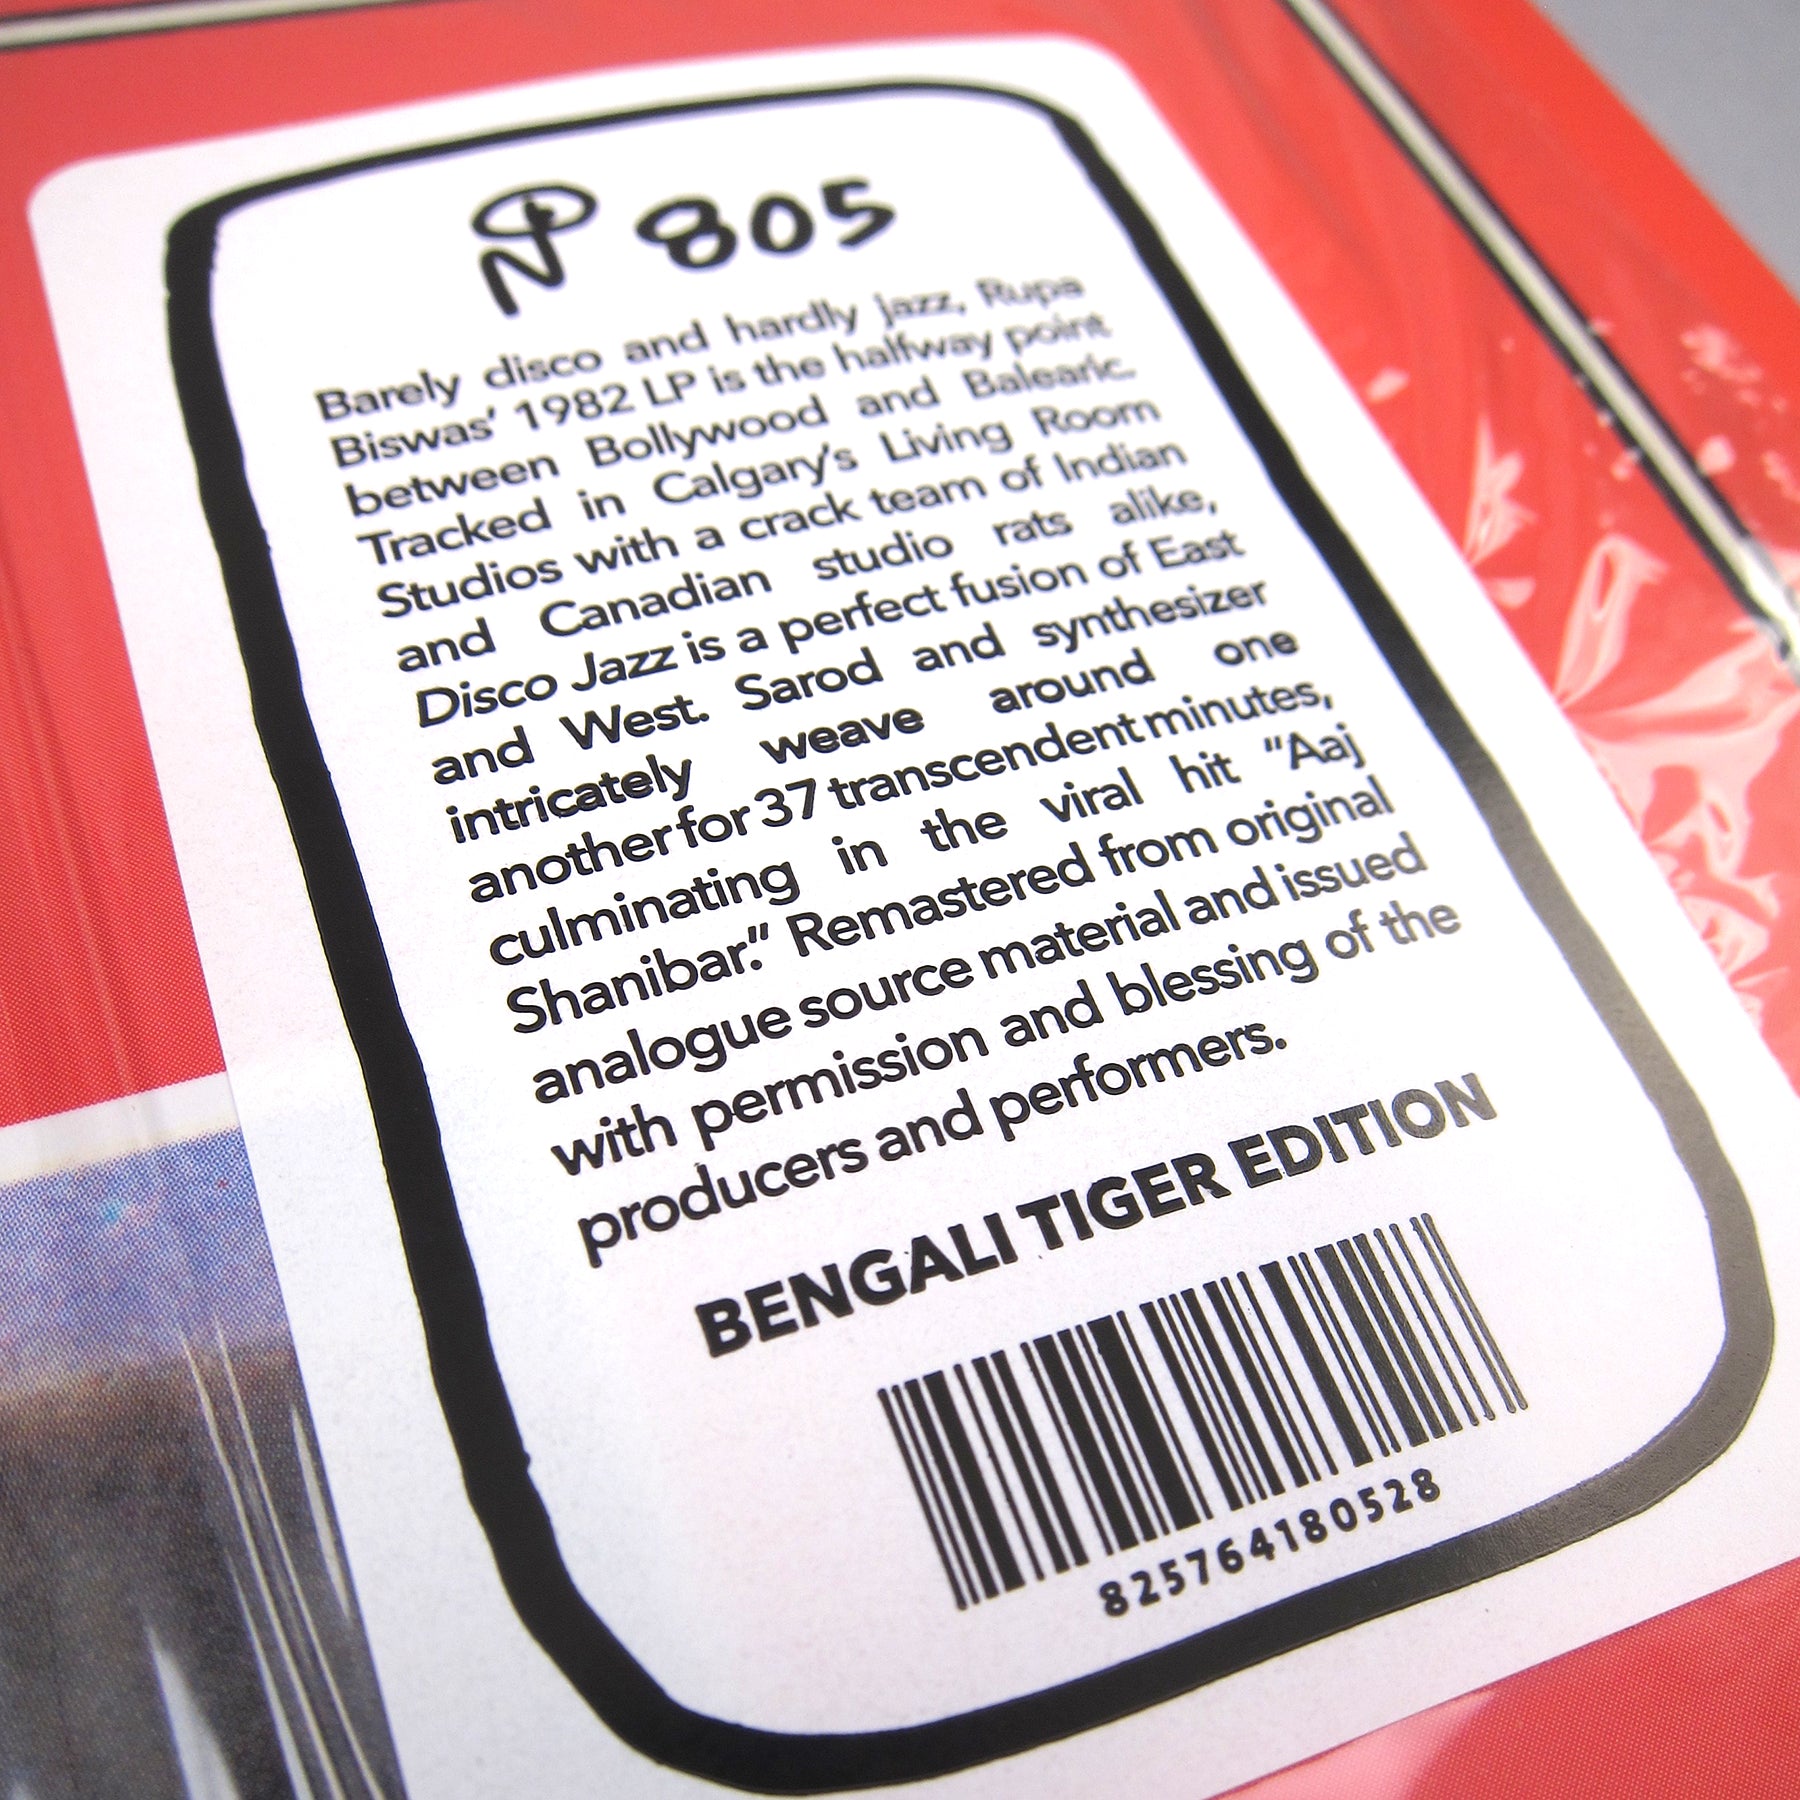 N 805
Barely disco and hardly jazz, Rupa
Biswas’ 1982 LP is the halfway point
between Bollywood and Balearic.
Tracked in Calgary’s Living Room
Studios with a crack team of Indian
and Canadian studio rats alike,
Disco Jazz is a perfect fusion of East
and West. Sarod and synthesizer
intricately weave around one
another for 37 transcendent minutes,
culminating in the viral hit “Aaj
Shanibar.” Remastered from original
analogue source material and issued
with permission and blessing of the
producers and performers.
BENGALI TIGER EDITION
825764180528